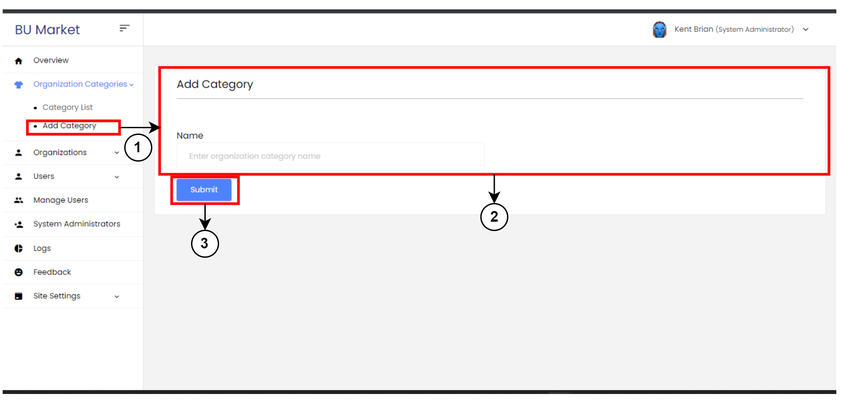 BU Market
Kent Brian (System Administrator)
Overview
Organization Categories
Category List
Add Category
Organizations
Users
Manage Users
System Administrators
Logs
Feedback
Site Settings
Add Category
Name
Enter organization category name
Submit
1
2
3